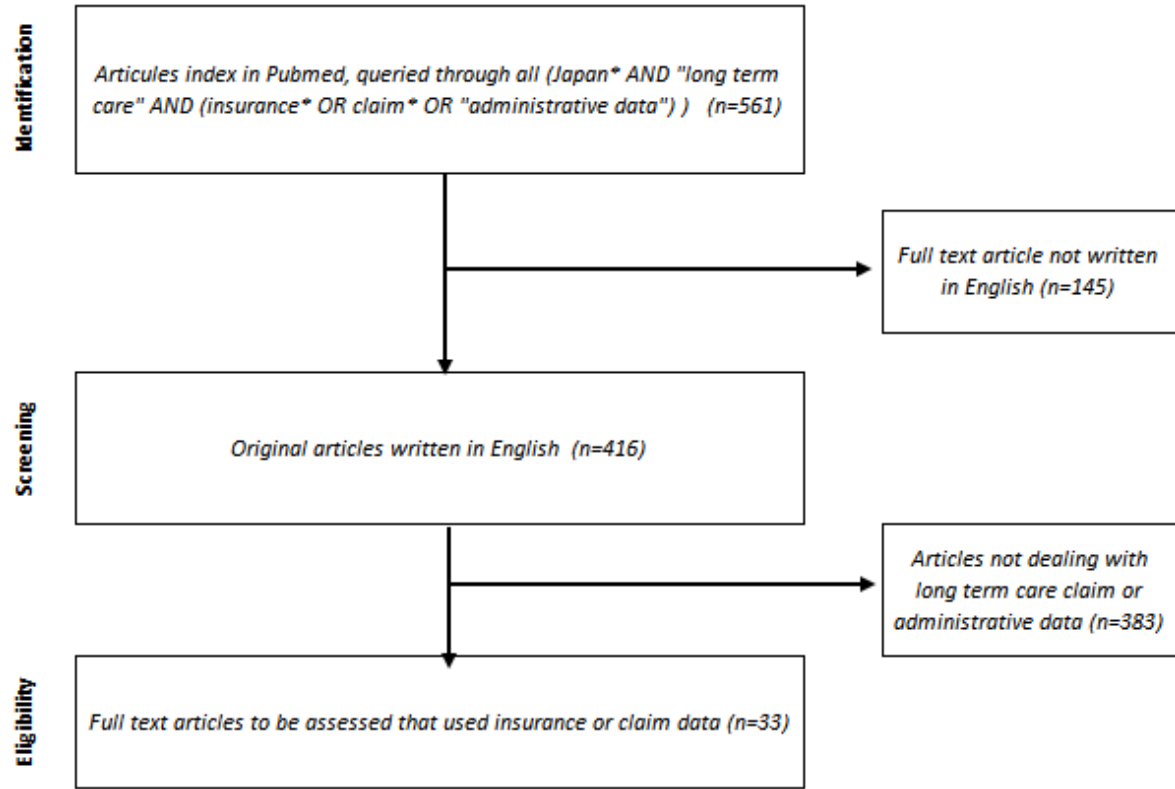 Identification
Articules index in Pubmed, queried through all (Japan* AND "long term
care" AND (insurance* OR claim* OR "administrative data") ) (n=561)
Full text article not written
in English (n=145)
Screening
Original articles written in English (n=416)
Articles not dealing with
long term care claim or
administrative data (n=383)
Eligibility
Full text articles to be assessed that used insurance or claim data (n=33)